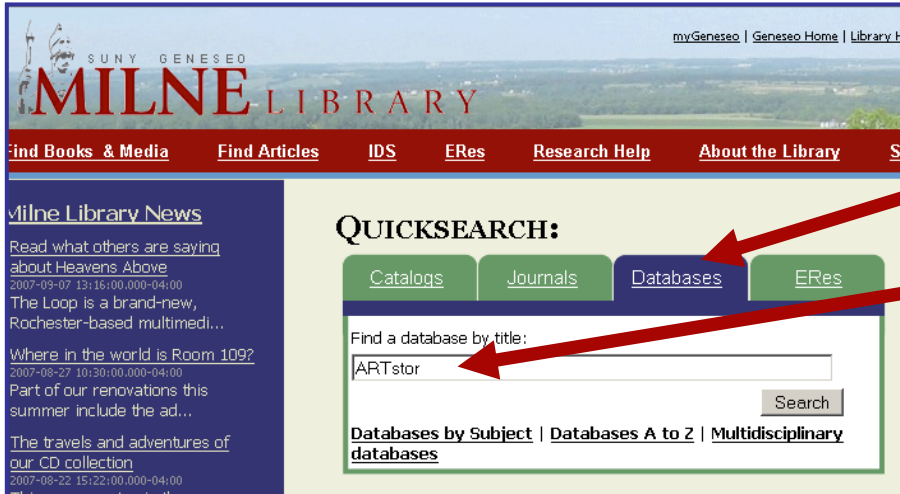 myGeneseo | Geneseo Home | Library H
SUNY GENESEO
MILNE LIBRARY
Find Books & Media Find Articles IDS ERes Research Help About the Library S
Milne Library News
Read what others are saying
about Heavens Above
2007-09-07 13:16:00.000-04:00
The Loop is a brand-new,
Rochester-based multimedi...
Where in the world is Room 109?
2007-08-27 10:30:00.000-04:00
Part of our renovations this
summer include the ad...
The travels and adventures of
our CD collection
2007-08-22 15:22:00.000-04:00
QUICKSEARCH:
Catalogs Journals Databases ERes
Find a database by title:
ARTstor
Search
Databases by Subject | Databases A to Z | Multidisciplinary
databases